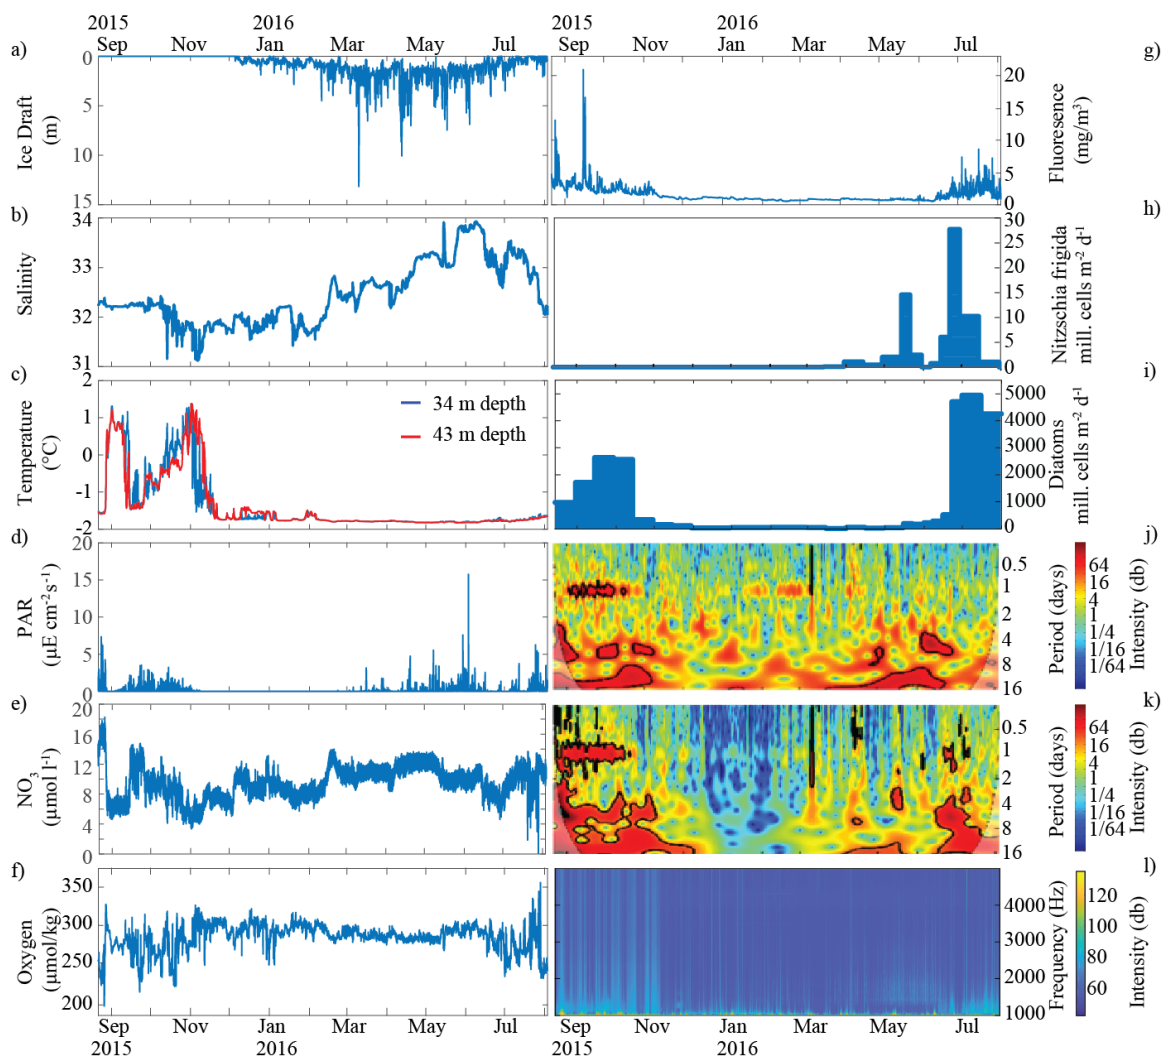 2015 2016
Sep Nov Jan Mar May Jul
2015 2016
Sep Nov Jan Mar May Jul
a)
Ice Draft
(m)
0
5
10
15
g)
20
15
10
5
0
Fluoresence
(mg/m³)
b)
Salinity
34
33
32
31
h)
30
25
20
15
10
5
0
Nitzschia frigida
mill. cells m⁻² d⁻¹
c)
Temperature
(°C)
2
1
0
-1
-2
34 m depth
43 m depth
i)
5000
4000
3000
2000
1000
0
Diatoms
mill. cells m⁻² d⁻¹
d)
PAR
(µE cm⁻² s⁻¹)
20
15
10
5
0
j)
0.5
1
2
4
8
16
Period (days)
64
16
4
1
1/4
1/16
1/64
Intensity (db)
e)
NO₃
(µmol l⁻¹)
20
16
12
8
4
0
k)
0.5
1
2
4
8
16
Period (days)
64
16
4
1
1/4
1/16
1/64
Intensity (db)
f)
Oxygen
(µmol/kg)
350
300
250
200
l)
4000
3000
2000
1000
Frequency (Hz)
120
100
80
60
Intensity (db)
Sep Nov Jan Mar May Jul
2015 2016
Sep Nov Jan Mar May Jul
2015 2016